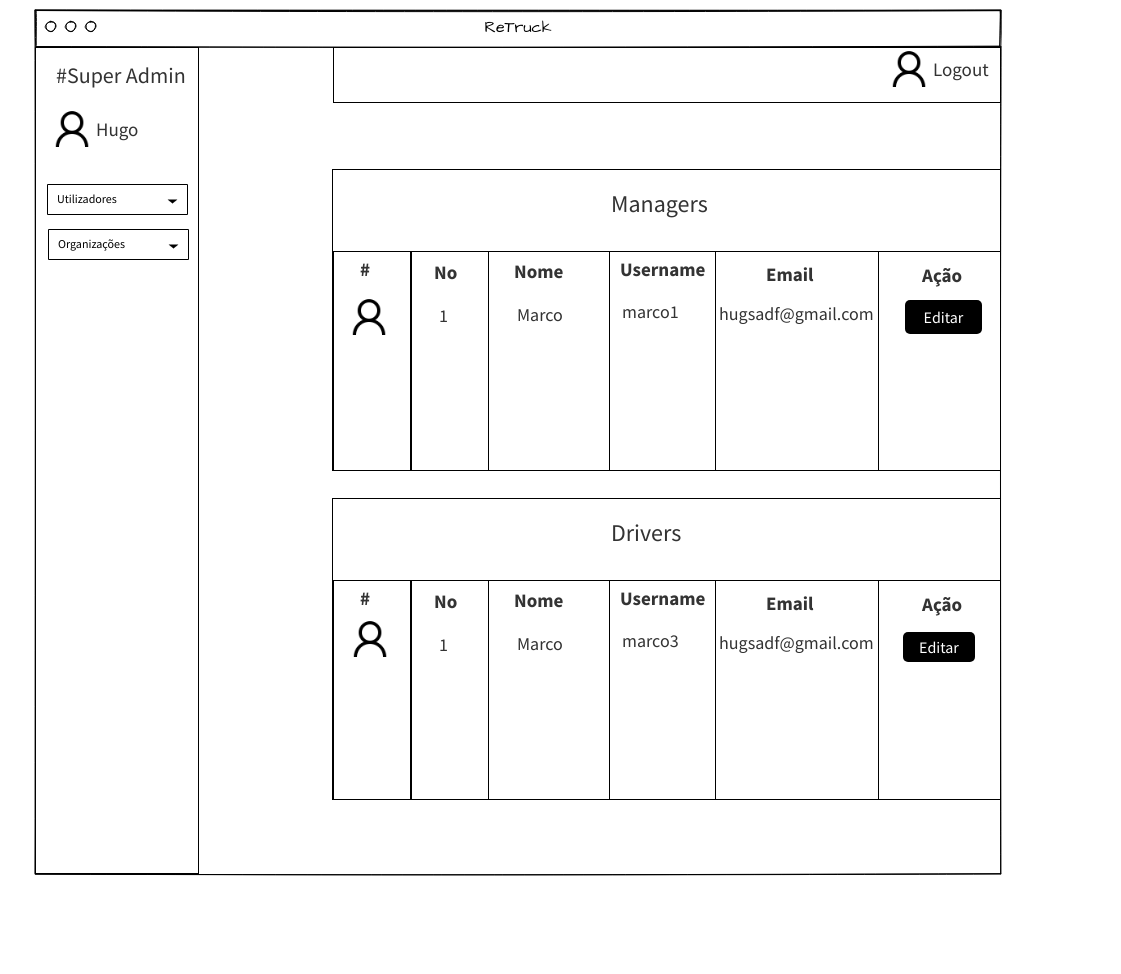 ReTruck
#Super Admin
Hugo
Utilizadores
Organizações
Logout
Managers
# No Nome Username Email Ação
1 Marco marco1 hugsadf@gmail.com Editar
Drivers
# No Nome Username Email Ação
1 Marco marco3 hugsadf@gmail.com Editar